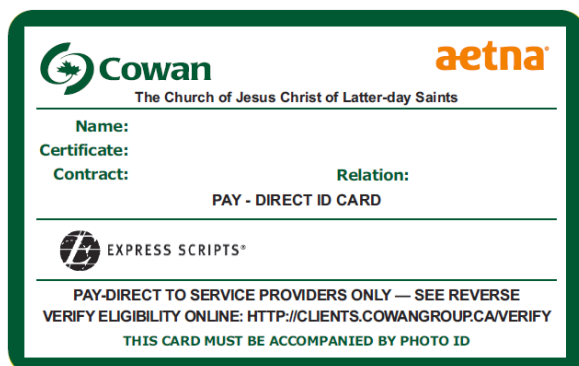 Cowan
aetna
The Church of Jesus Christ of Latter-day Saints
Name:
Certificate:
Contract: Relation:
PAY - DIRECT ID CARD
EXPRESS SCRIPTS®
PAY-DIRECT TO SERVICE PROVIDERS ONLY — SEE REVERSE
VERIFY ELIGIBILITY ONLINE: HTTP://CLIENTS.COWANGROUP.CA/VERIFY
THIS CARD MUST BE ACCOMPANIED BY PHOTO ID